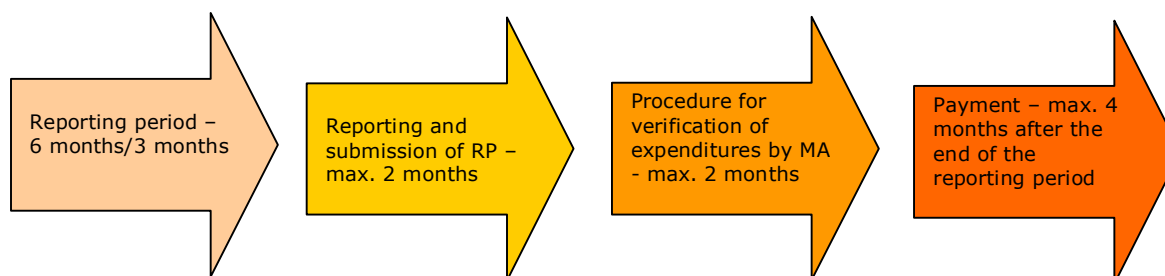 Reporting period –
6 months/3 months
Reporting and
submission of RP –
max. 2 months
Procedure for
verification of
expenditures by MA
- max. 2 months
Payment – max. 4
months after the
end of the
reporting period